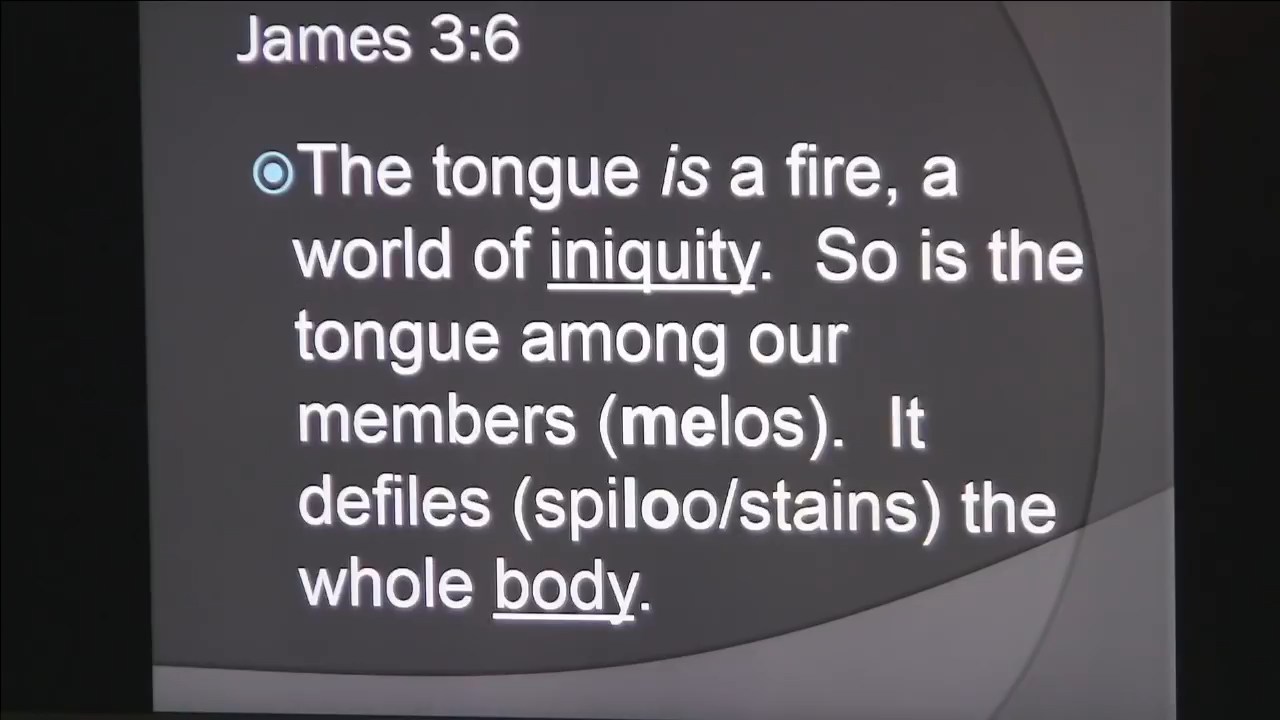 James 3:6
The tongue is a fire, a
world of iniquity. So is the
tongue among our
members (melos). It
defiles (spiloo/stains) the
whole body.